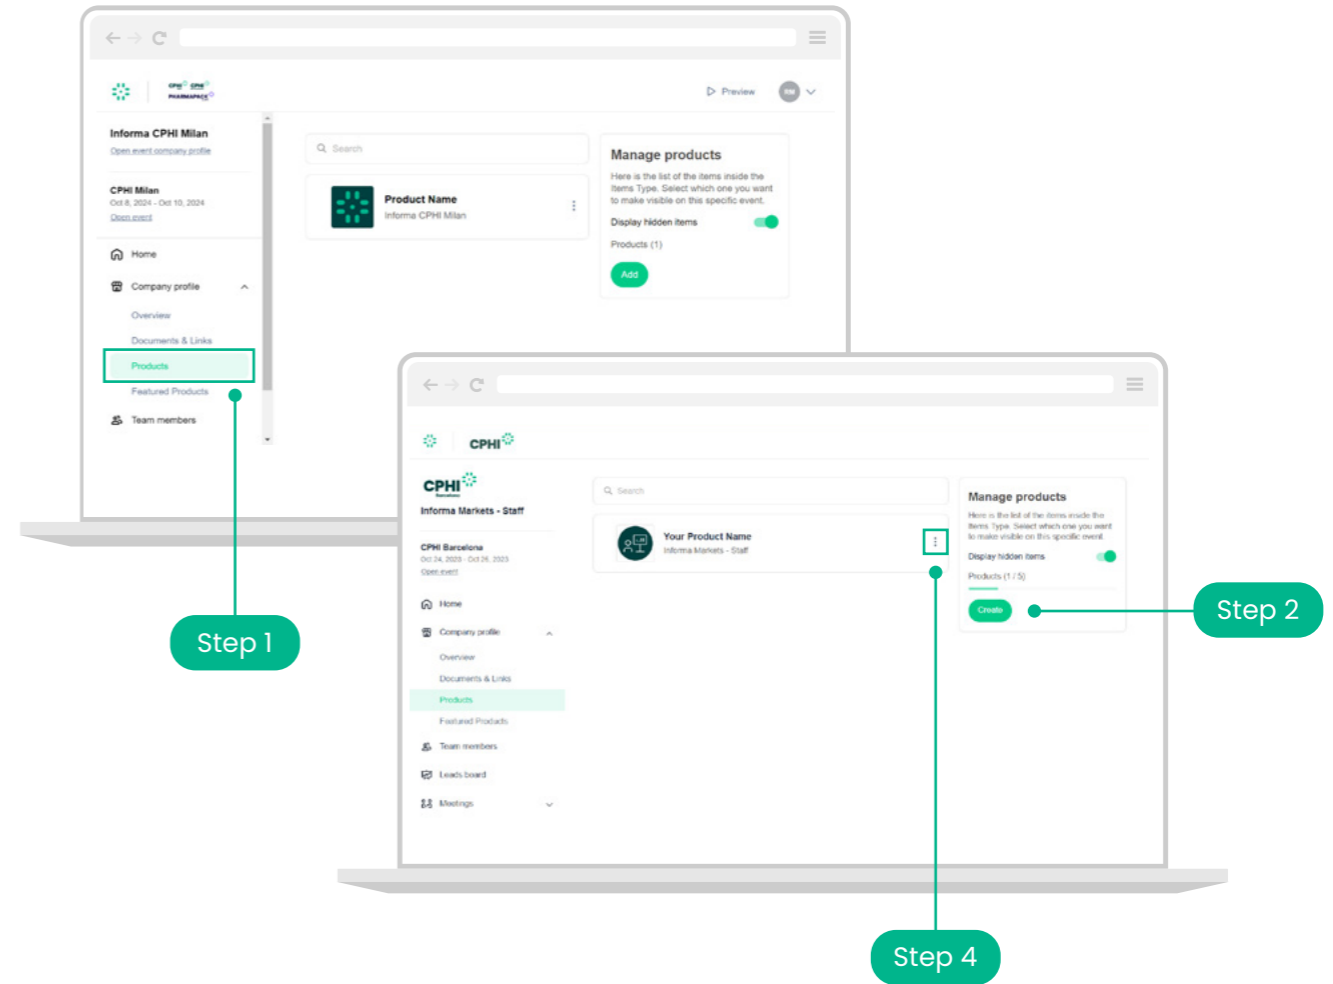 CPHI CPHI
PHARMAPACK
Preview
RM
Informa CPHI Milan
Open event company profile
CPHI Milan
Oct 8, 2024 - Oct 10, 2024
Open event
Home
Company profile
Overview
Documents & Links
Products
Featured Products
Team members
Search
Product Name
Informa CPHI Milan
Manage products
Here is the list of the items inside the
Items Type. Select which one you want
to make visible on this specific event.
Display hidden items
Products (1)
Add
Step 1
CPHI
CPHI
Barcelona
Informa Markets - Staff
CPHI Barcelona
Oct 24, 2023 - Oct 26, 2023
Open event
Home
Company profile
Overview
Documents & Links
Products
Featured Products
Team members
Leads board
Meetings
Search
Your Product Name
Informa Markets - Staff
Manage products
Here is the list of the items inside the
Items Type. Select which one you want
to make visible on this specific event.
Display hidden items
Products (1 / 5)
Create
Step 2
Step 4